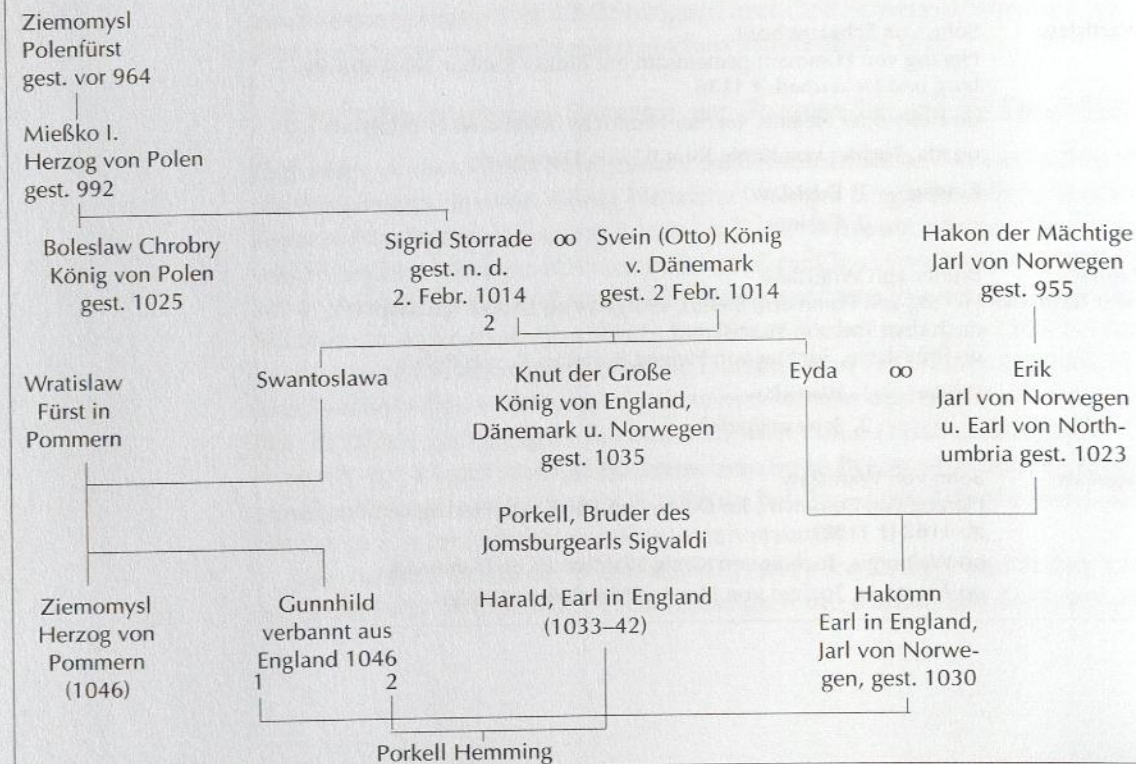 Ziemomysl
Polenfürst
gest. vor 964
Mießko I.
Herzog von Polen
gest. 992
Boleslaw Chrobry
König von Polen
gest. 1025
Sigrid Storrade
gest. n. d.
2. Febr. 1014
2
oo
Svein (Otto) König
v. Dänemark
gest. 2 Febr. 1014
Hakon der Mächtige
Jarl von Norwegen
gest. 955
Wratislaw
Fürst in
Pommern
Swantoslawa
Knut der Große
König von England,
Dänemark u. Norwegen
gest. 1035
Eyda
oo
Erik
Jarl von Norwegen
u. Earl von North-
umbria gest. 1023
Porkell, Bruder des
Jomsburgearls Sigvaldi
Ziemomysl
Herzog von
Pommern
(1046)
Gunnhild
verbannt aus
England 1046
1 2
Harald, Earl in England
(1033–42)
Hakomn
Earl in England,
Jarl von Norwe-
gen, gest. 1030
Porkell Hemming